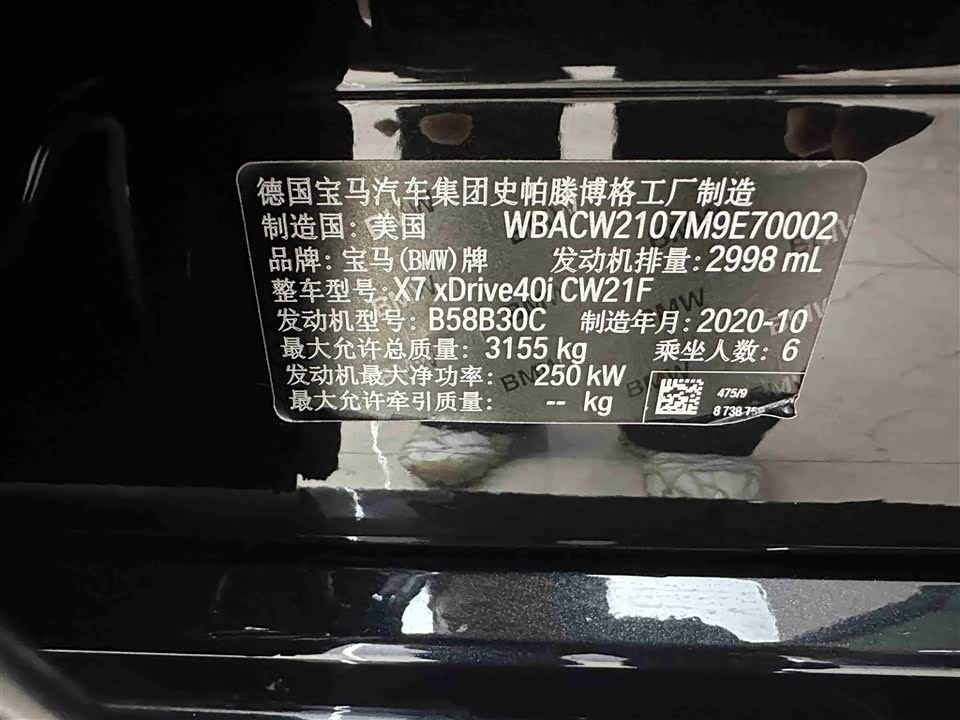 德国宝马汽车集团史帕滕博格工厂制造
制造国：美国 WBACW2107M9E70002
品牌：宝马(BMW)牌 发动机排量：2998 mL
整车型号：X7 xDrive40i CW21F
发动机型号：B58B30C 制造年月：2020-10
最大允许总质量：3155 kg 乘坐人数：6
发动机最大净功率：250 kW
最大允许牵引质量：-- kg
475/9
8 738 75